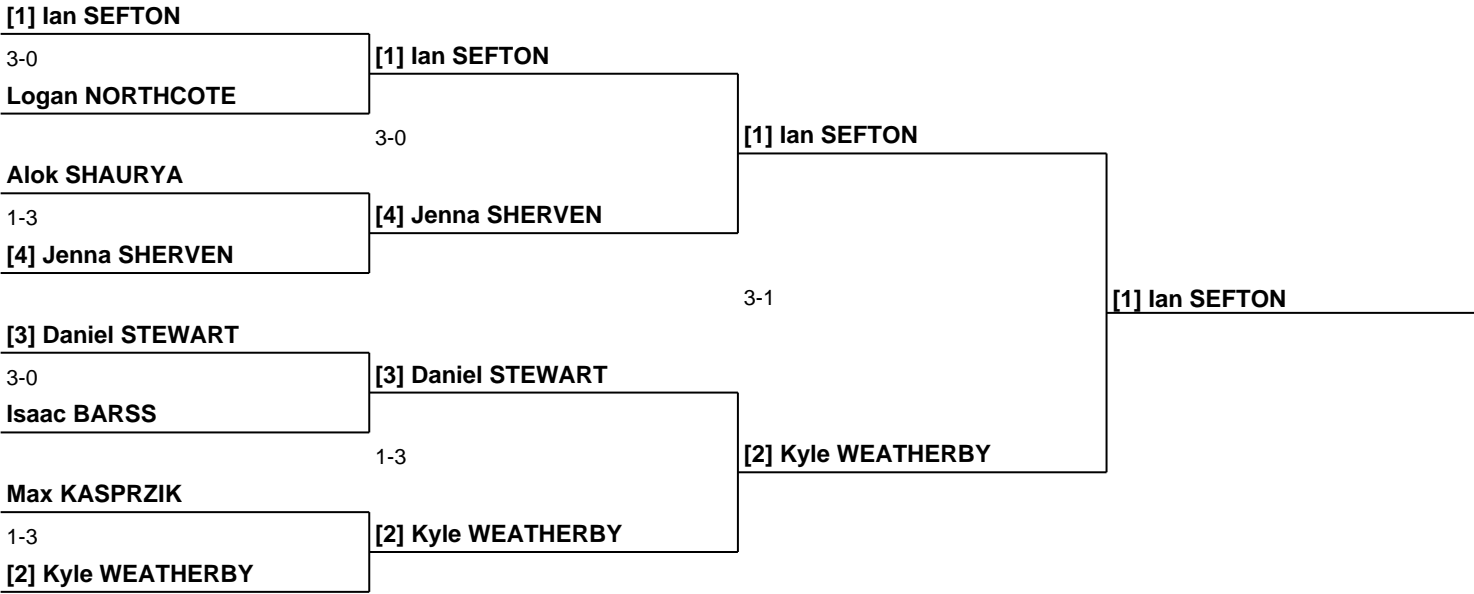 [1] Ian SEFTON
3-0
Logan NORTHCOTE
Alok SHAURYA
1-3
[4] Jenna SHERVEN
[3] Daniel STEWART
3-0
Isaac BARSS
Max KASPRZIK
1-3
[2] Kyle WEATHERBY
[1] Ian SEFTON
3-0
[4] Jenna SHERVEN
[3] Daniel STEWART
1-3
[2] Kyle WEATHERBY
[1] Ian SEFTON
3-1
[2] Kyle WEATHERBY
[1] Ian SEFTON